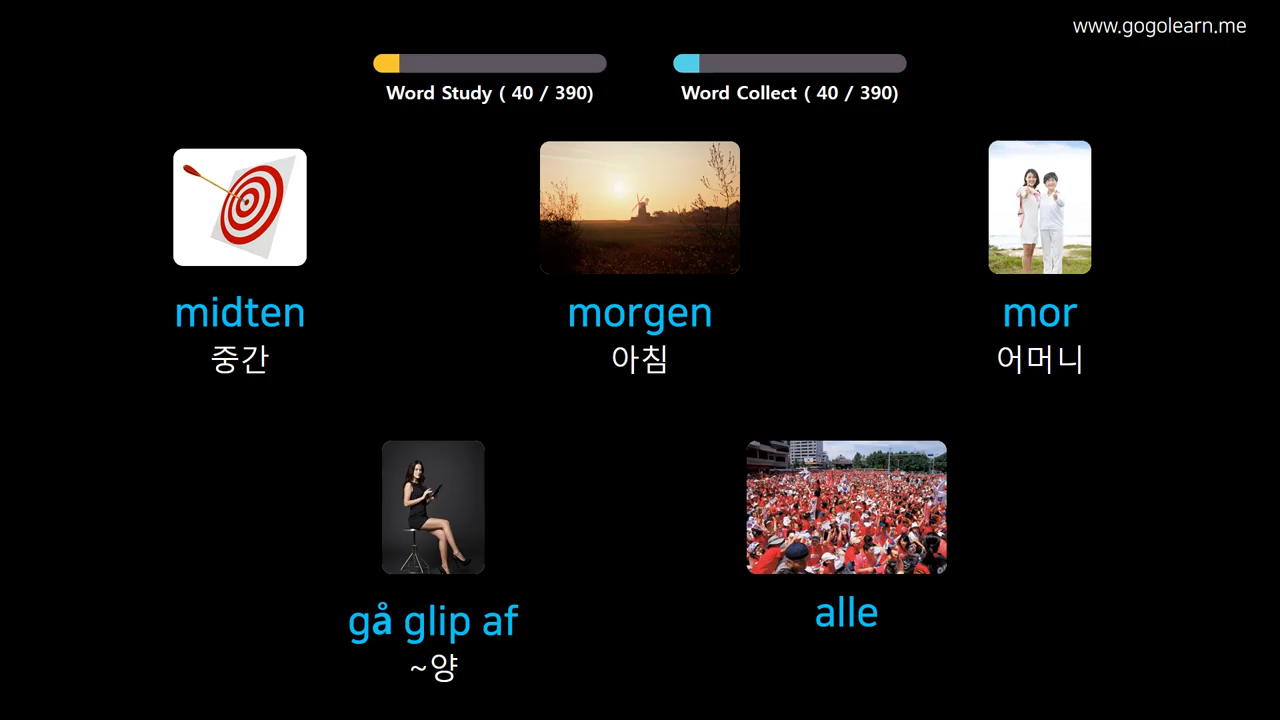 www.gogolearn.me
Word Study ( 40 / 390)
Word Collect ( 40 / 390)
midten
중간
morgen
아침
mor
어머니
gå glip af
~양
alle